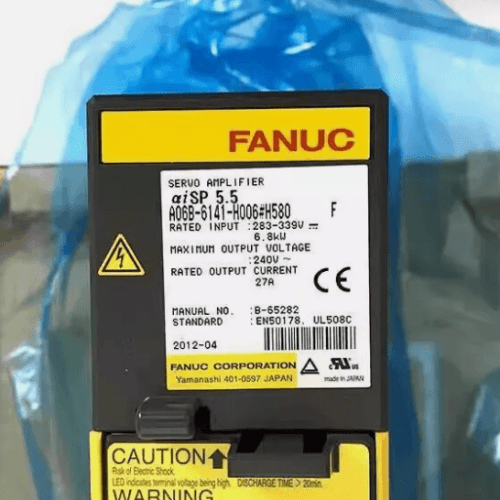 FANUC
SERVO AMPLIFIER
αiSP 5.5
A06B-6141-H006#H580 F
RATED INPUT :283-339V ⎓
6.8kW
MAXIMUM OUTPUT VOLTAGE
:240V ~
RATED OUTPUT CURRENT
27A
CE
MANUAL NO. :B-65282
STANDARD :EN50178, UL508C
2012-04
FANUC CORPORATION
Yamanashi 401-0597 JAPAN
c RU us
made in JAPAN
CAUTION
Risk of Electric Shock.
LED indicates terminal voltage being high. DISCHARGE TIME > 20min.
WARNING